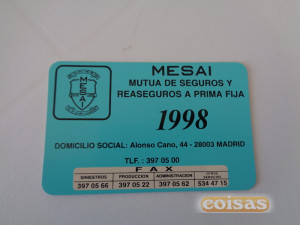 MESAI
MESAI
MUTUA DE SEGUROS Y
REASEGUROS A PRIMA FIJA
1998
DOMICILIO SOCIAL: Alonso Cano, 44 - 28003 MADRID
TLF. : 397 05 00
FAX
SINIESTROS PRODUCCION ADMINISTRACION
397 05 66 397 05 22 397 05 62 534 47 15
coisas